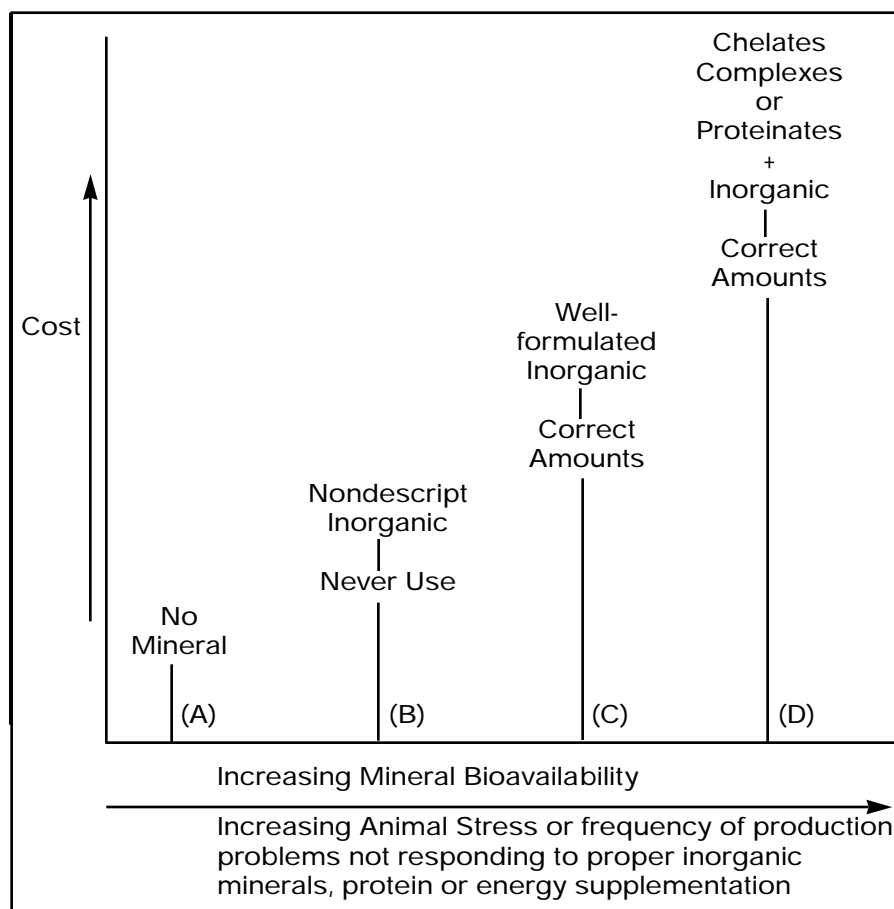 Chelates
Complexes
or
Proteinates
+
Inorganic
Correct
Amounts
Cost
Well-
formulated
Inorganic
Correct
Amounts
Nondescript
Inorganic
Never Use
No
Mineral
(A)
(B)
(C)
(D)
Increasing Mineral Bioavailability
Increasing Animal Stress or frequency of production
problems not responding to proper inorganic
minerals, protein or energy supplementation